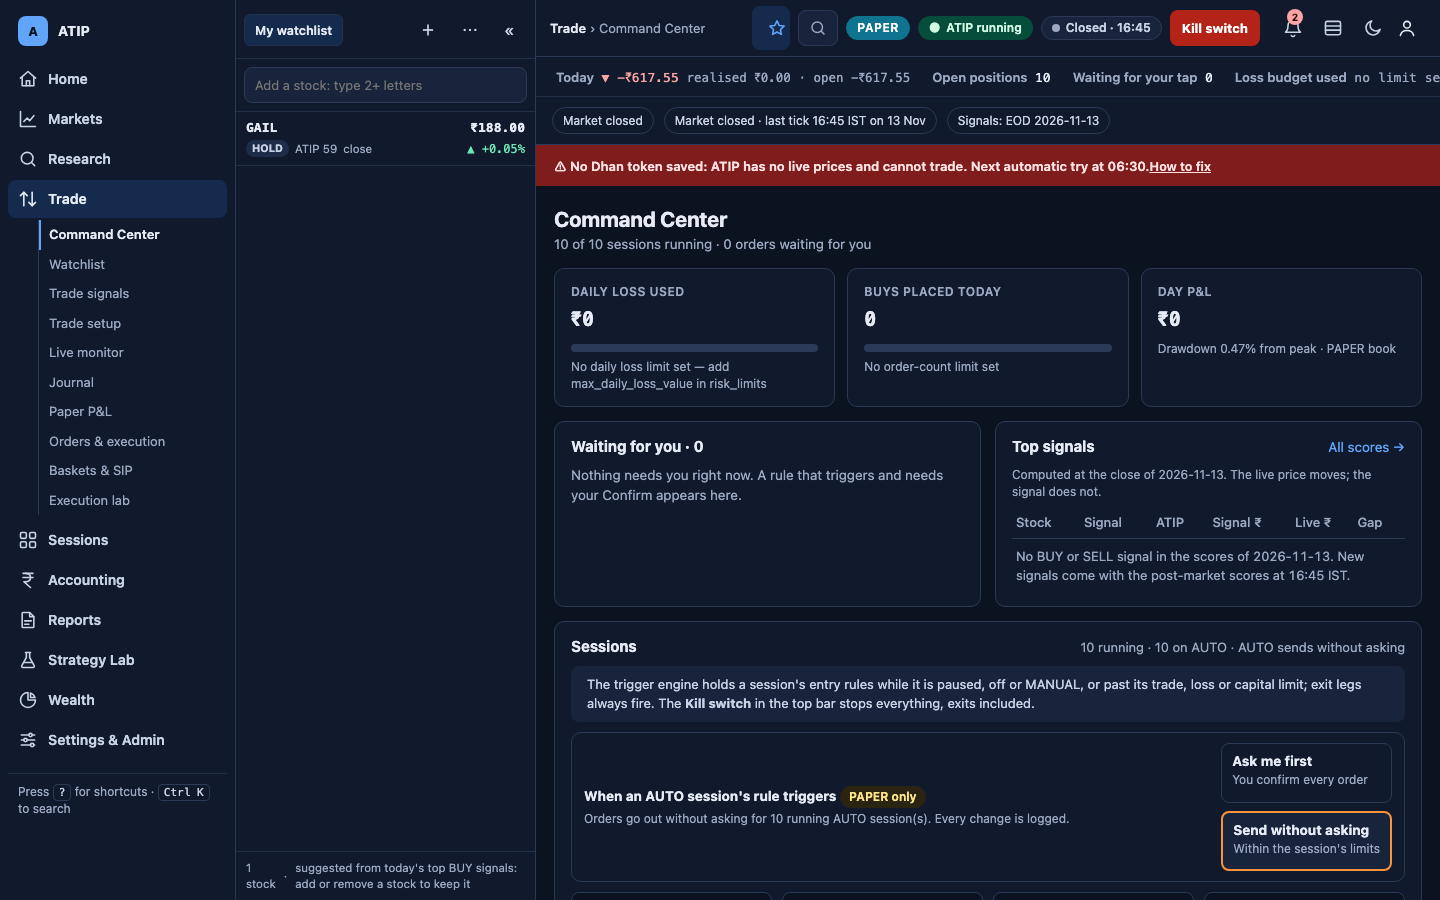 A ATIP
Home
Markets
Research
Trade
Command Center
Watchlist
Trade signals
Trade setup
Live monitor
Journal
Paper P&L
Orders & execution
Baskets & SIP
Execution lab
Sessions
Accounting
Reports
Strategy Lab
Wealth
Settings & Admin
Press ? for shortcuts · Ctrl K
to search
My watchlist + ··· «
Add a stock: type 2+ letters
GAIL ₹188.00
HOLD ATIP 59 close ▲ +0.05%
1 stock · suggested from today's top BUY signals:
add or remove a stock to keep it
Trade › Command Center
PAPER
ATIP running
Closed · 16:45
Kill switch
2
Today ▼ −₹617.55 realised ₹0.00 · open −₹617.55 Open positions 10 Waiting for your tap 0 Loss budget used no limit se
Market closed
Market closed · last tick 16:45 IST on 13 Nov
Signals: EOD 2026-11-13
⚠ No Dhan token saved: ATIP has no live prices and cannot trade. Next automatic try at 06:30.How to fix
Command Center
10 of 10 sessions running · 0 orders waiting for you
DAILY LOSS USED
₹0
No daily loss limit set — add
max_daily_loss_value in risk_limits
BUYS PLACED TODAY
0
No order-count limit set
DAY P&L
₹0
Drawdown 0.47% from peak · PAPER book
Waiting for you · 0
Nothing needs you right now. A rule that triggers and needs
your Confirm appears here.
Top signals All scores →
Computed at the close of 2026-11-13. The live price moves; the
signal does not.
Stock Signal ATIP Signal ₹ Live ₹ Gap
No BUY or SELL signal in the scores of 2026-11-13. New
signals come with the post-market scores at 16:45 IST.
Sessions 10 running · 10 on AUTO · AUTO sends without asking
The trigger engine holds a session's entry rules while it is paused, off or MANUAL, or past its trade, loss or capital limit; exit legs
always fire. The Kill switch in the top bar stops everything, exits included.
When an AUTO session's rule triggers PAPER only
Orders go out without asking for 10 running AUTO session(s). Every change is logged.
Ask me first
You confirm every order
Send without asking
Within the session's limits